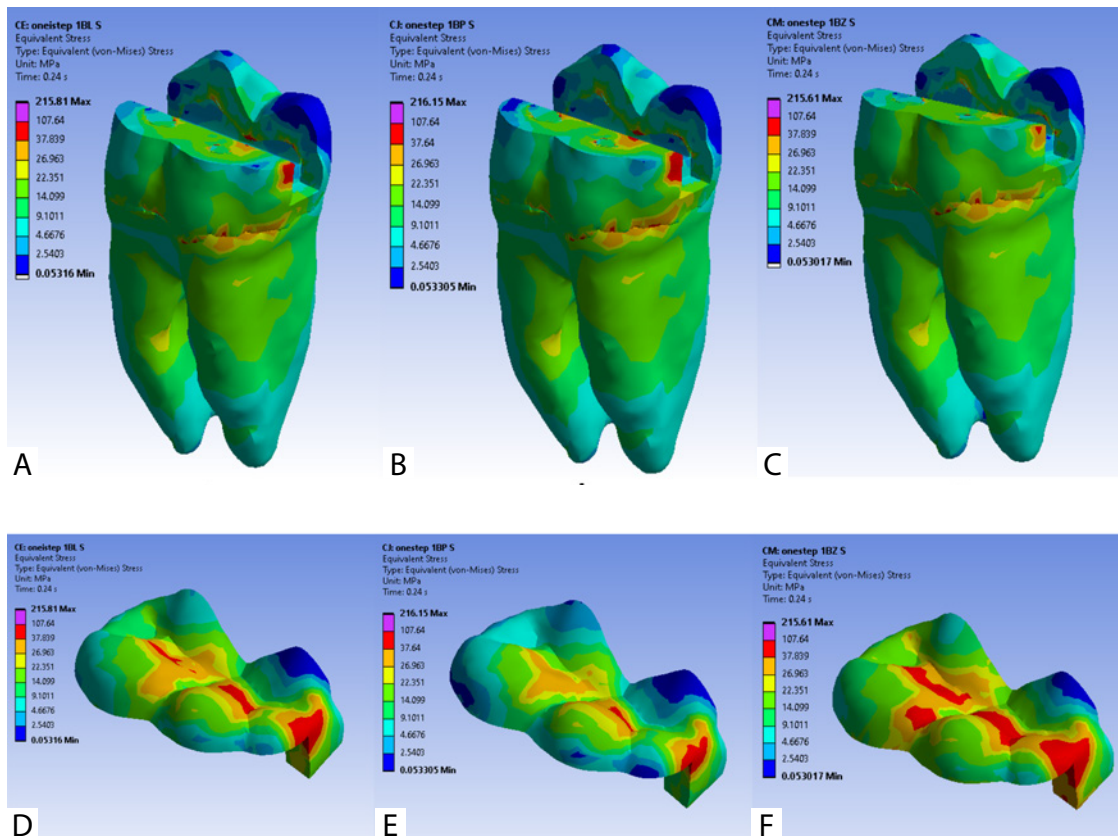 CE: oneistep 1BL S
Equivalent Stress
Type: Equivalent (von-Mises) Stress
Unit: MPa
Time: 0.24 s
215.81 Max
107.64
37.839
26.963
22.351
14.099
9.1011
4.6676
2.5403
0.05316 Min
A
CJ: onestep 1BP S
Equivalent Stress
Type: Equivalent (von-Mises) Stress
Unit: MPa
Time: 0.24 s
216.15 Max
107.64
37.64
26.963
22.351
14.099
9.1011
4.6676
2.5403
0.053305 Min
B
CM: onestep 1BZ S
Equivalent Stress
Type: Equivalent (von-Mises) Stress
Unit: MPa
Time: 0.24 s
215.61 Max
107.64
37.839
26.963
22.351
14.099
9.1011
4.6676
2.5403
0.053017 Min
C
CE: oneistep 1BL S
Equivalent Stress
Type: Equivalent (von-Mises) Stress
Unit: MPa
Time: 0.24 s
215.81 Max
107.64
37.839
26.963
22.351
14.099
9.1011
4.6676
2.5403
0.05316 Min
D
CJ: onestep 1BP S
Equivalent Stress
Type: Equivalent (von-Mises) Stress
Unit: MPa
Time: 0.24 s
216.15 Max
107.64
37.64
26.963
22.351
14.099
9.1011
4.6676
2.5403
0.053305 Min
E
CM: onestep 1BZ S
Equivalent Stress
Type: Equivalent (von-Mises) Stress
Unit: MPa
Time: 0.24 s
215.61 Max
107.64
37.839
26.963
22.351
14.099
9.1011
4.6676
2.5403
0.053017 Min
F